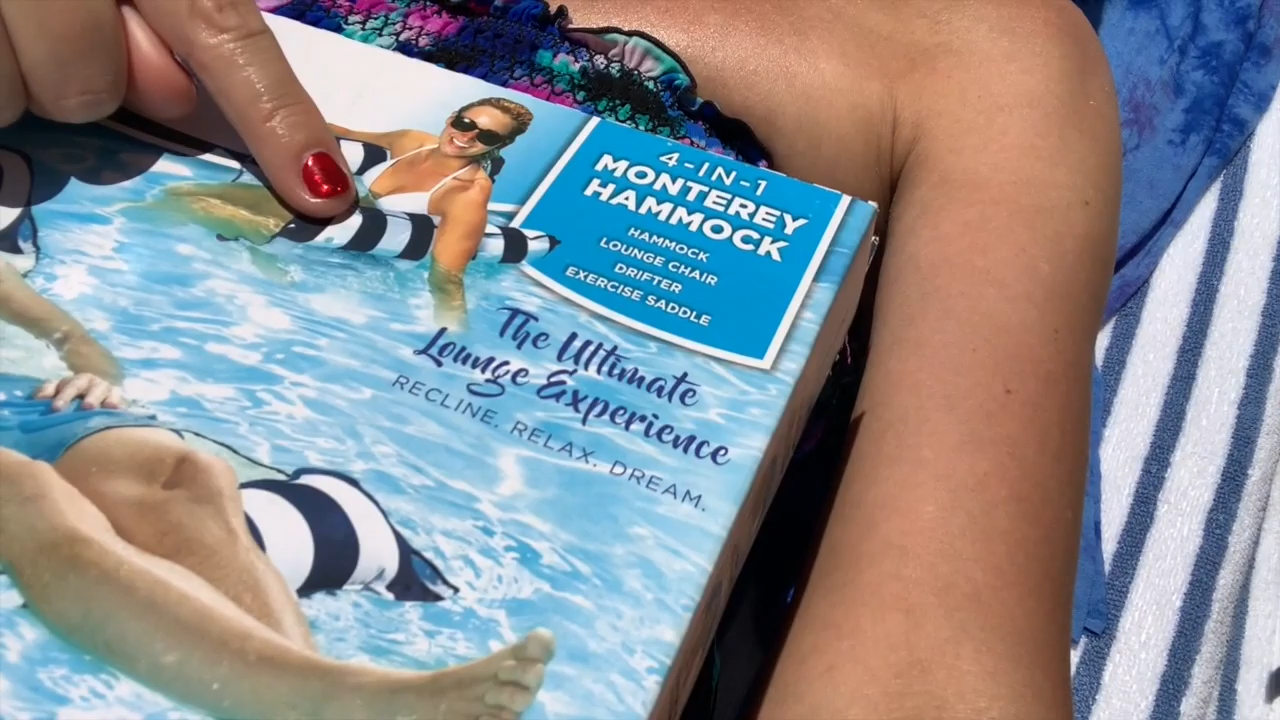 4-IN-1
MONTEREY
HAMMOCK
HAMMOCK
LOUNGE CHAIR
DRIFTER
EXERCISE SADDLE
The Ultimate
Lounge Experience
RECLINE. RELAX. DREAM.